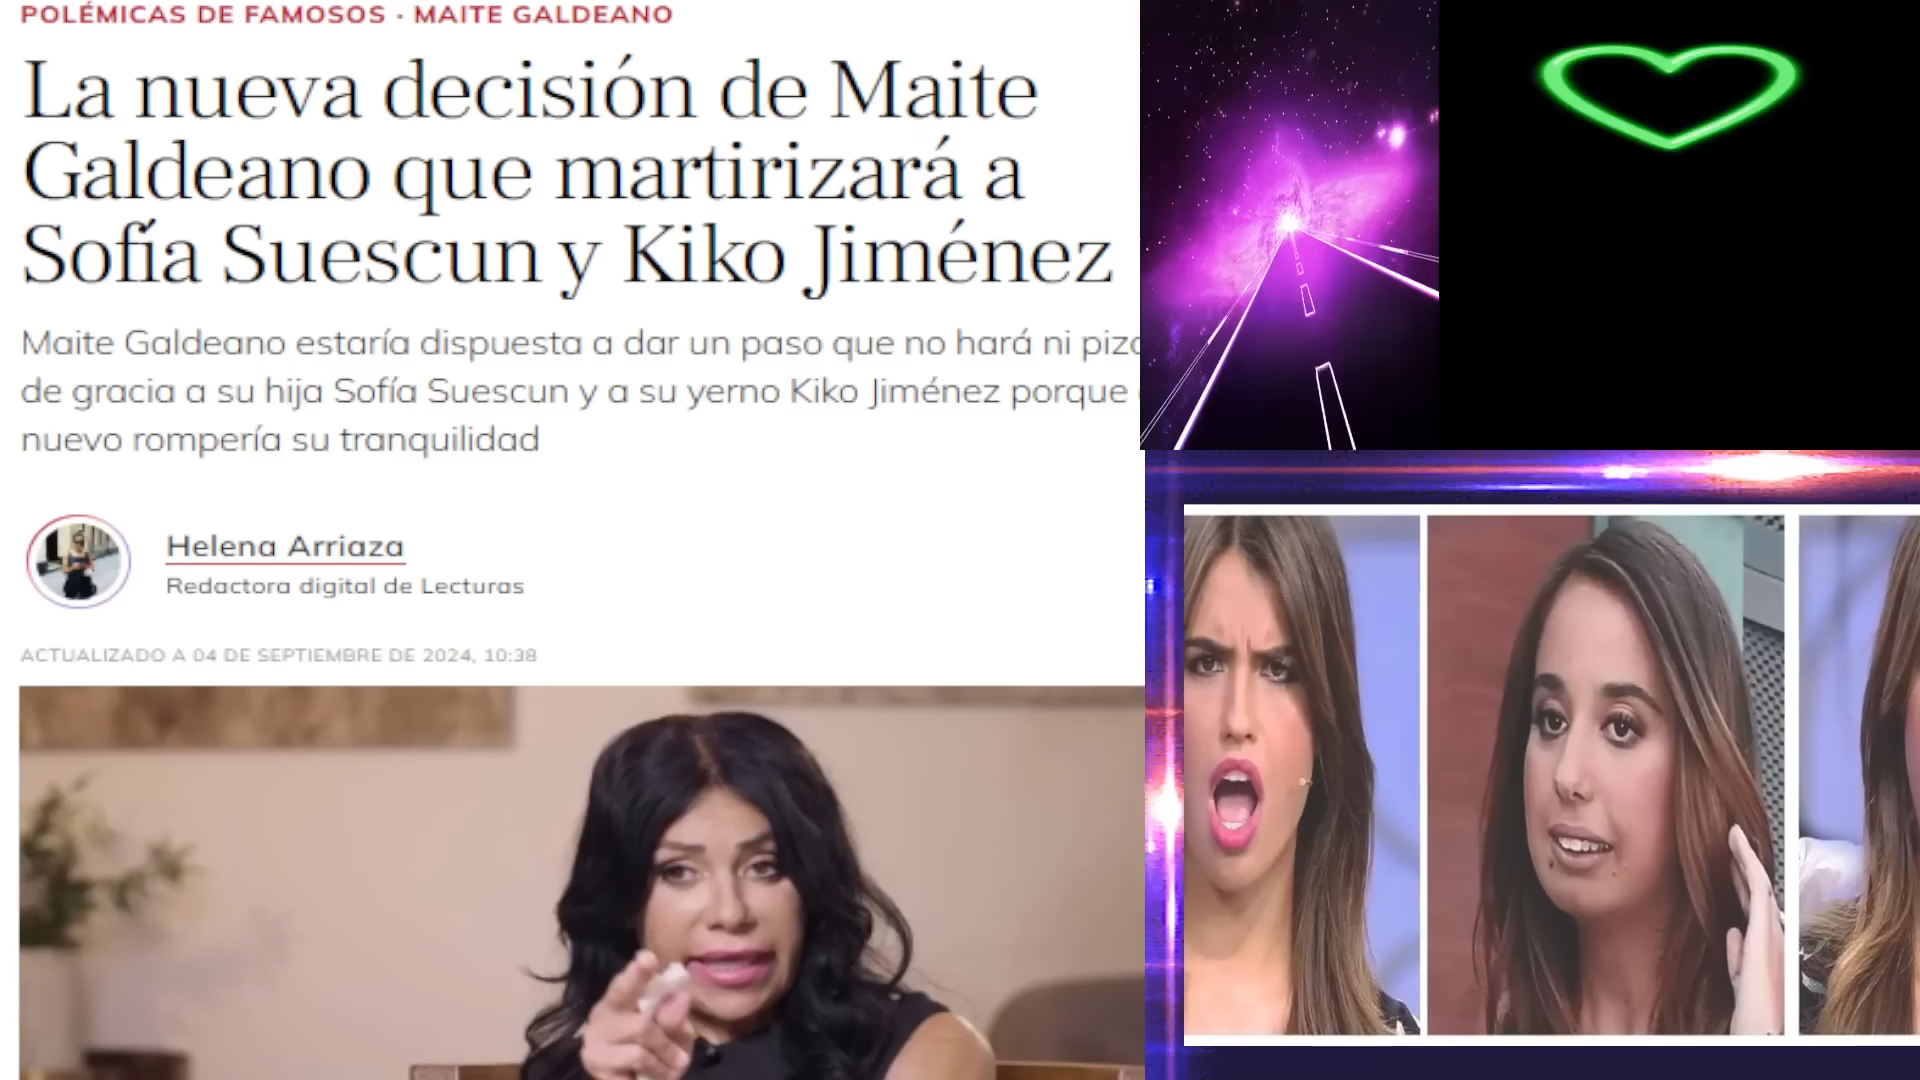 POLÉMICAS DE FAMOSOS · MAITE GALDEANO
La nueva decisión de Maite
Galdeano que martirizará a
Sofía Suescun y Kiko Jiménez
Maite Galdeano estaría dispuesta a dar un paso que no hará ni
de gracia a su hija Sofía Suescun y a su yerno Kiko Jiménez porque
nuevo rompería su tranquilidad
Helena Arriaza
Redactora digital de Lecturas
ACTUALIZADO A 04 DE SEPTIEMBRE DE 2024, 10:38